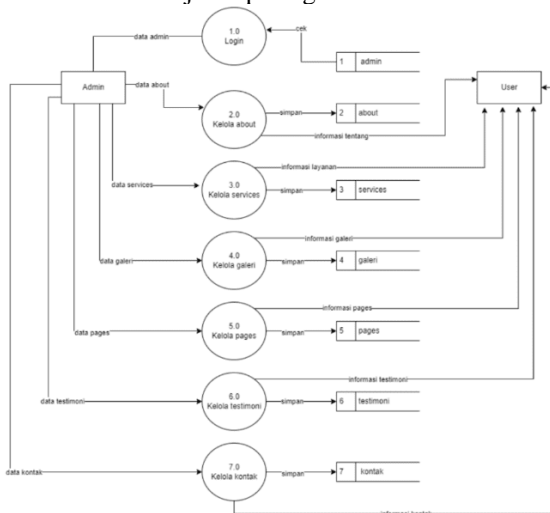 data admin
1.0
Login
cek
1 admin
Admin
User
data about
2.0
Kelola about
simpan
2 about
informasi tentang
informasi layanan
data services
3.0
Kelola services
simpan
3 services
informasi galeri
data galeri
4.0
Kelola galeri
simpan
4 galeri
informasi pages
data pages
5.0
Kelola pages
simpan
5 pages
informasi testimoni
data testimoni
6.0
Kelola testimoni
simpan
6 testimoni
data kontak
7.0
Kelola kontak
simpan
7 kontak